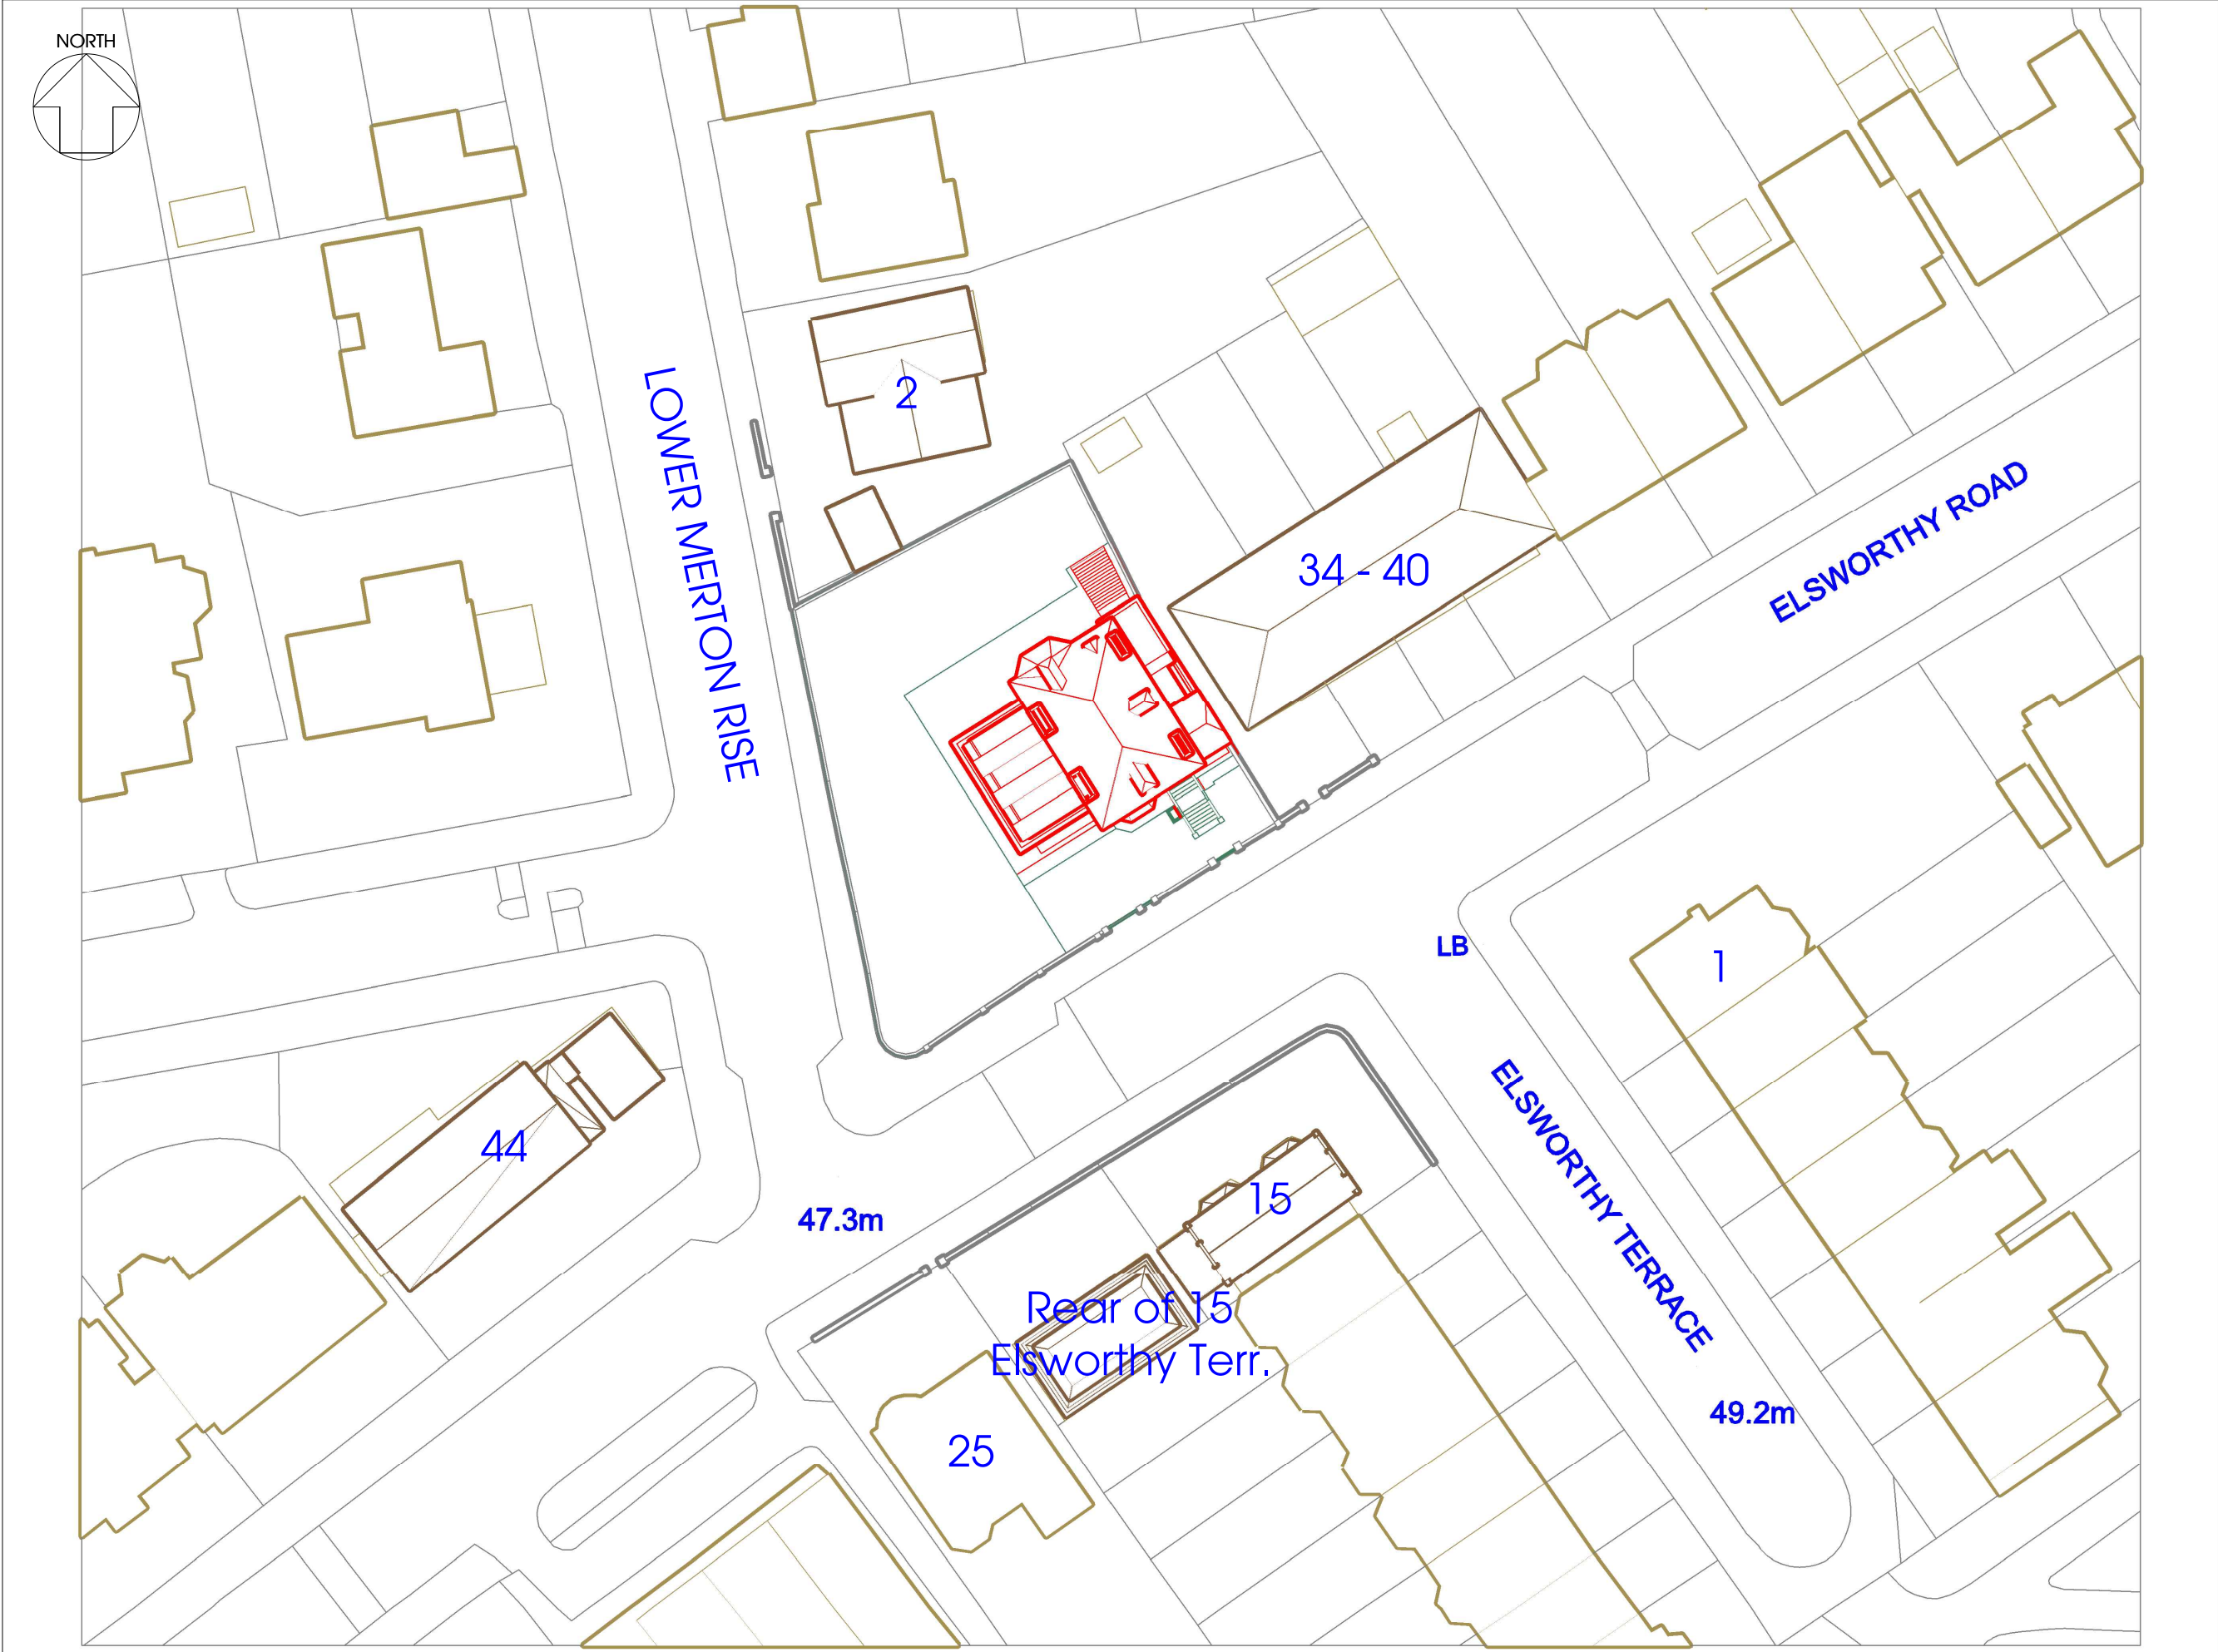 NORTH
LOWER MERTON RISE
2
34 - 40
ELSWORTHY ROAD
LB
1
44
47.3m
15
ELSWORTHY TERRACE
Rear of 15
Elsworthy Terr.
49.2m
25